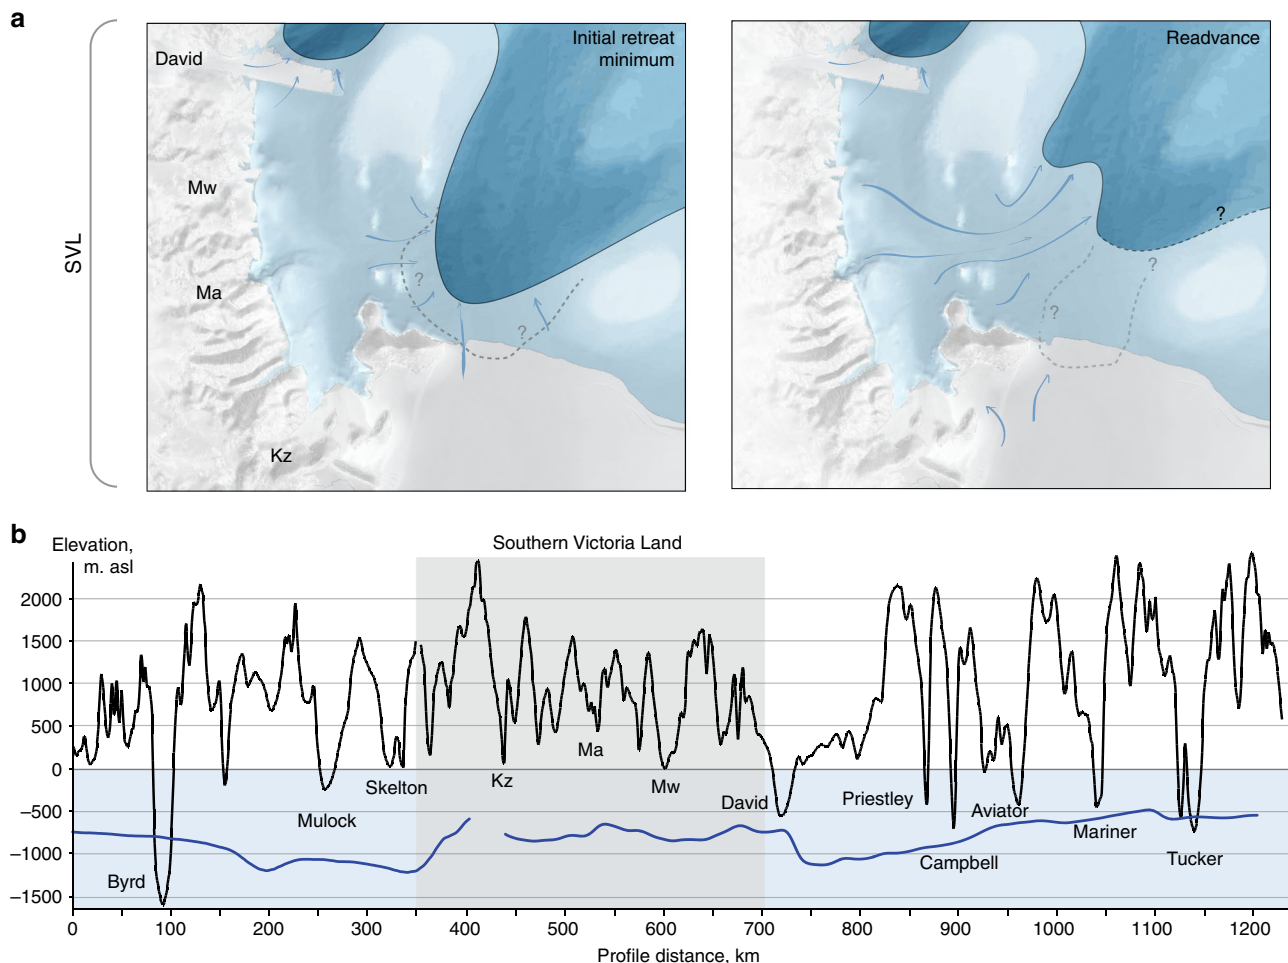 a
Initial retreat
minimum
David
Mw
SVL
Ma
?
?
Kz
Readvance
?
?
?
b
Elevation,
m. asl
Southern Victoria Land
2000
1500
1000
500
0
–500
–1000
–1500
Byrd
Mulock
Skelton
Kz
Ma
Mw
David
Priestley
Campbell
Aviator
Mariner
Tucker
0 100 200 300 400 500 600 700 800 900 1000 1100 1200
Profile distance, km